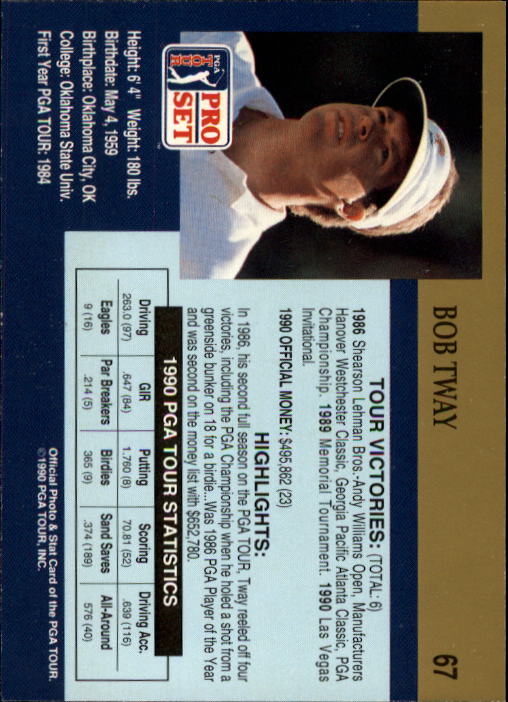 BOB TWAY
67
PGA
TOUR
PRO
SET
™
Height: 6' 4" Weight: 180 lbs.
Birthdate: May 4, 1959
Birthplace: Oklahoma City, OK
College: Oklahoma State Univ.
First Year PGA TOUR: 1984
TOUR VICTORIES: (TOTAL: 6)
1986 Shearson Lehman Bros.-Andy Williams Open, Manufacturers
Hanover Westchester Classic, Georgia Pacific Atlanta Classic, PGA
Championship. 1989 Memorial Tournament. 1990 Las Vegas
Invitational.
1990 OFFICIAL MONEY: $495,862 (23)
HIGHLIGHTS:
In 1986, his second full season on the PGA TOUR, Tway reeled off four
victories, including the PGA Championship when he holed a shot from a
greenside bunker on 18 for a birdie... Was 1986 PGA Player of the Year
and was second on the money list with $652,780.
1990 PGA TOUR STATISTICS
Driving GIR Putting Scoring Driving Acc.
263.0 (97) .647 (84) 1.760 (8) 70.81 (52) .639 (116)
Eagles Par Breakers Birdies Sand Saves All-Around
9 (16) .214 (5) 365 (9) .374 (189) 576 (40)
Official Photo & Stat Card of the PGA TOUR.
©1990 PGA TOUR, INC.